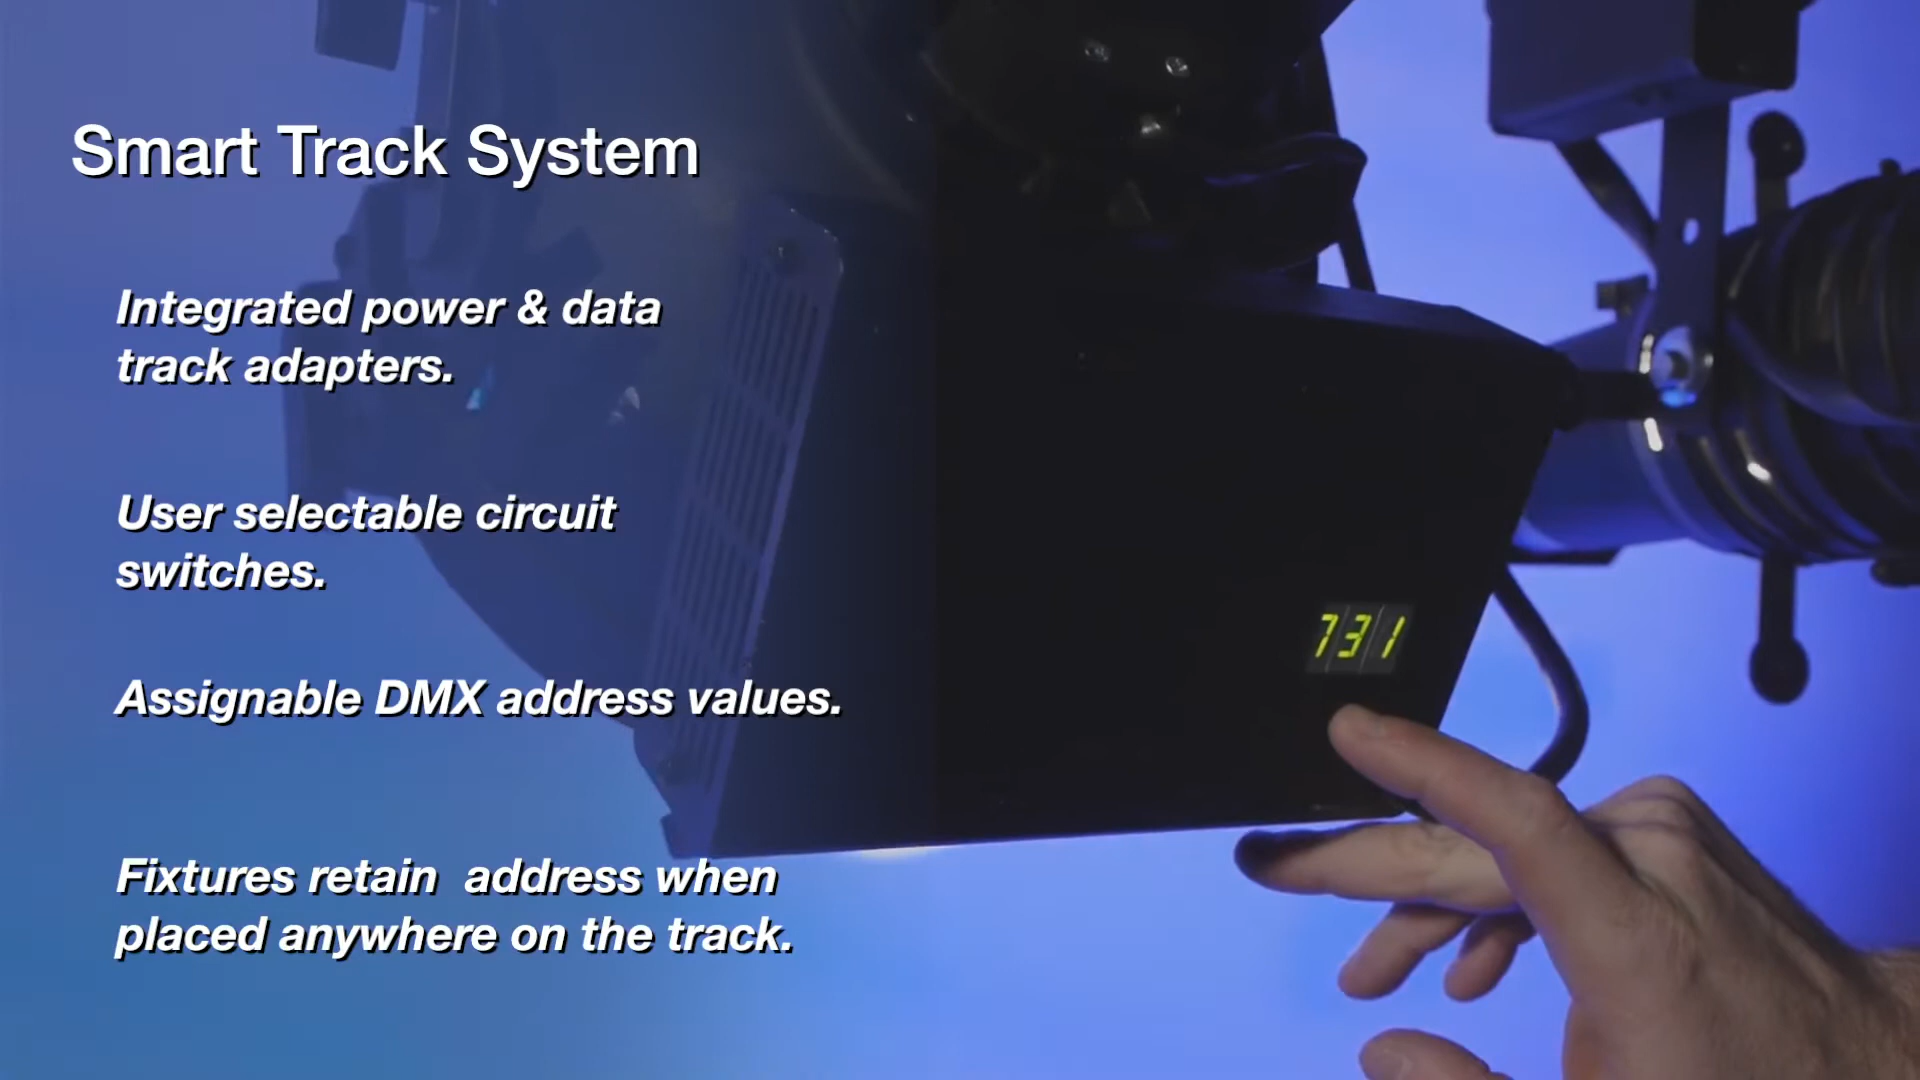 Smart Track System
Integrated power & data
track adapters.
User selectable circuit
switches.
Assignable DMX address values.
Fixtures retain  address when
placed anywhere on the track.
731